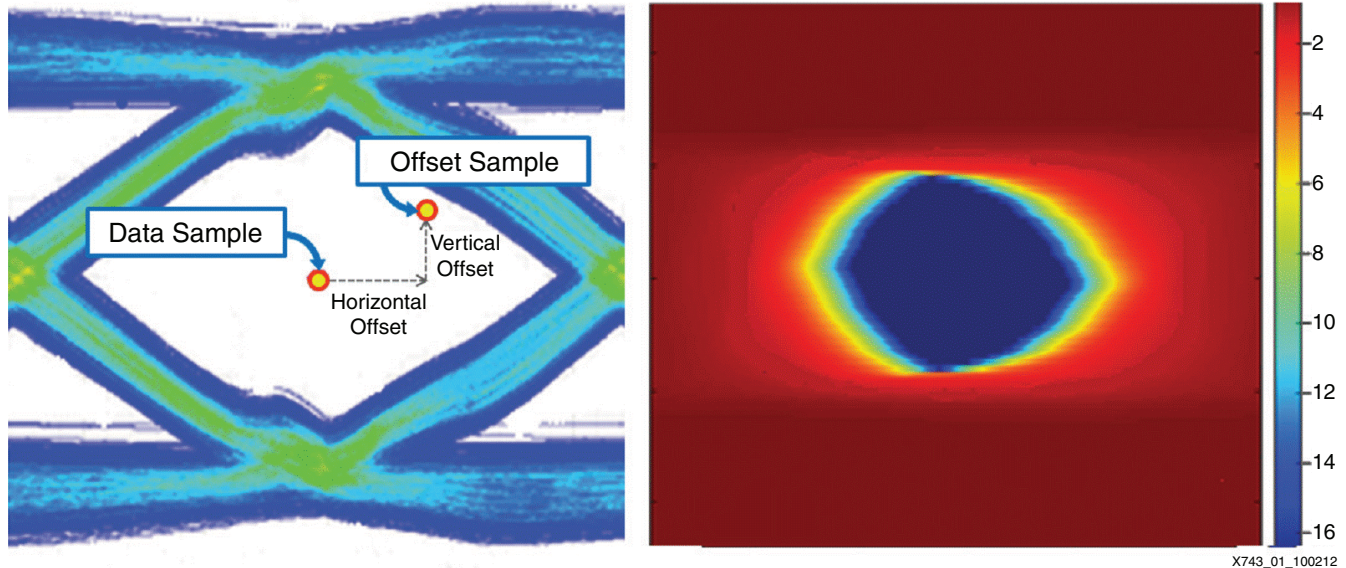 Offset Sample
Data Sample
Vertical
Offset
Horizontal
Offset
–2
–4
–6
–8
–10
–12
–14
–16
X743_01_100212